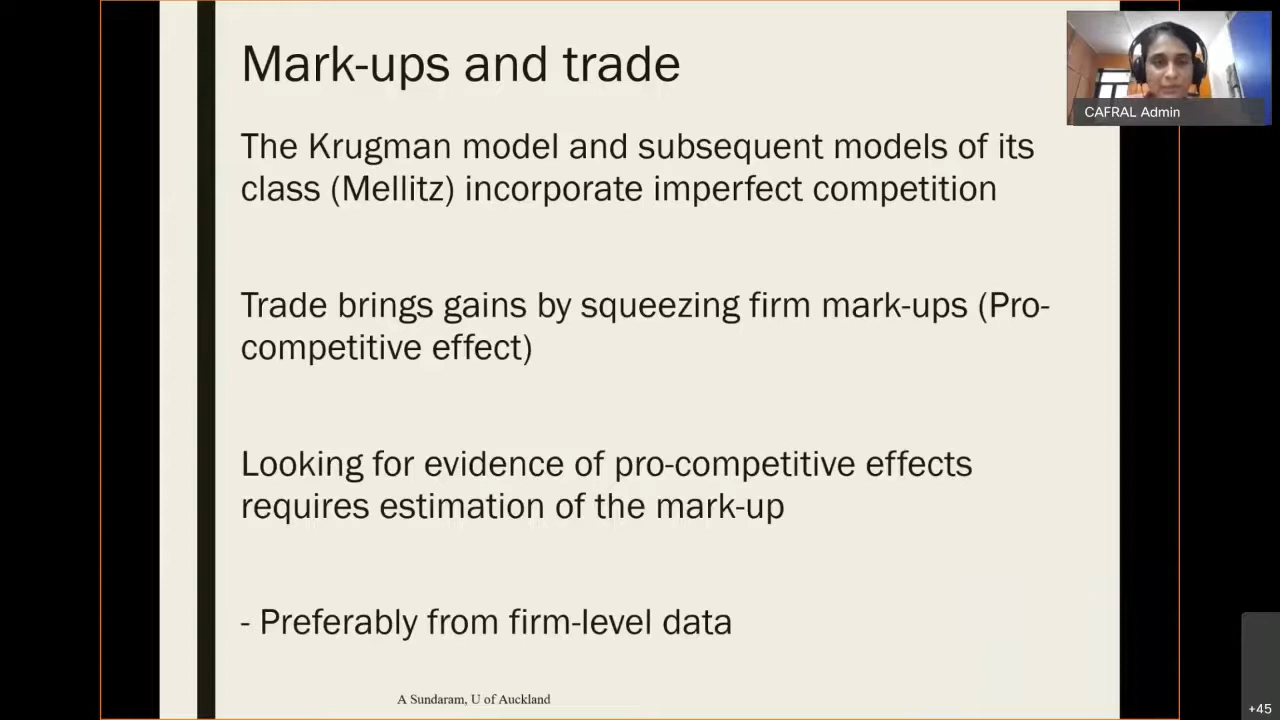 Mark-ups and trade
CAFRAL Admin
The Krugman model and subsequent models of its
class (Mellitz) incorporate imperfect competition
Trade brings gains by squeezing firm mark-ups (Pro-
competitive effect)
Looking for evidence of pro-competitive effects
requires estimation of the mark-up
- Preferably from firm-level data
A Sundaram, U of Auckland
+45